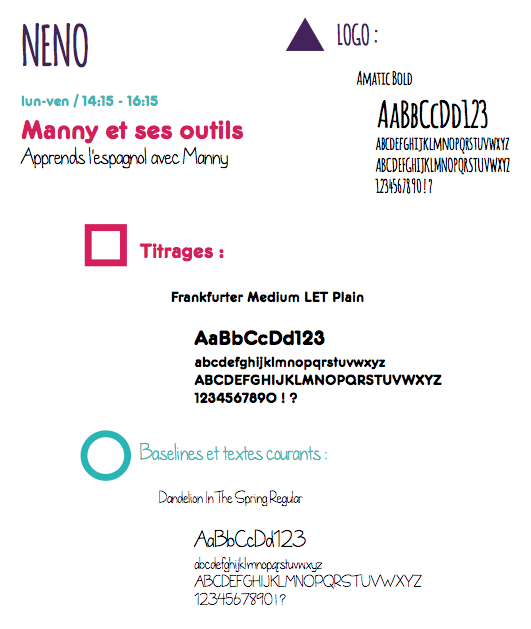 NENO
lun-ven / 14:15 - 16:15
Manny et ses outils
Apprends l'espagnol avec Manny
LOGO :
Amatic Bold
AaBbCcDd123
ABCDEFGHIJKLMNOPQRSTUVWXYZ
ABCDEFGHIJKLMNOPQRSTUVWXYZ
1234567890 ! ?
Titrages :
Frankfurter Medium LET Plain
AaBbCcDd123
abcdefghijklmnopqrstuvwxyz
ABCDEFGHIJKLMNOPQRSTUVWXYZ
1234567890 ! ?
Baselines et textes courants :
Dandelion In The Spring Regular
AaBbCcDd123
abcdefghijklmnopqrstuvwxyz
ABCDEFGHIJKLMNOPQRSTUVWXYZ
1234567890 ! ?